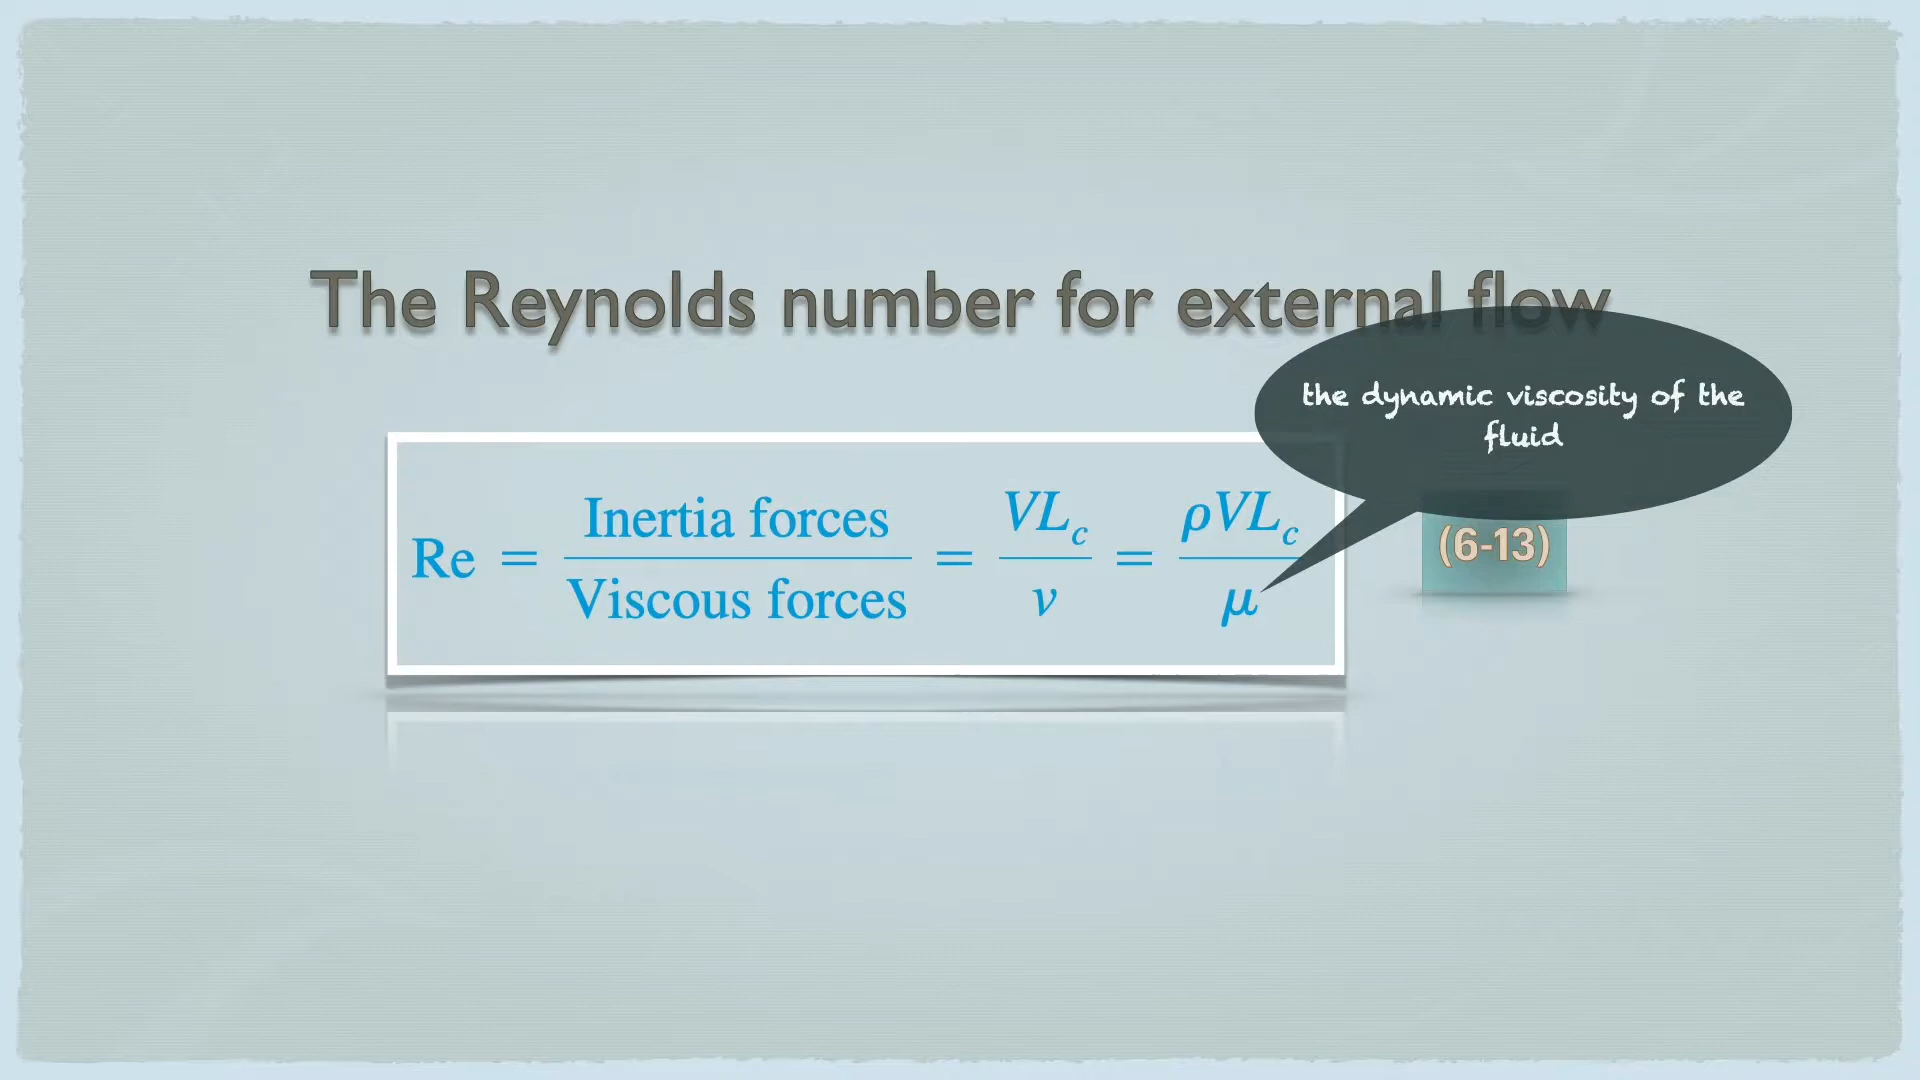 The Reynolds number for external flow
the dynamic viscosity of the
fluid
Re = Inertia forces / Viscous forces = VL_c / ν = ρVL_c / μ
(6-13)